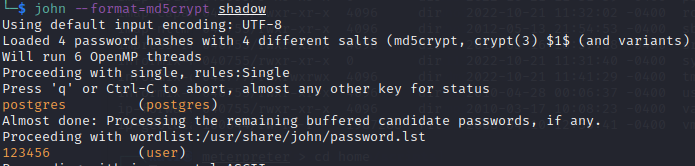 └─$ john --format=md5crypt shadow
Using default input encoding: UTF-8
Loaded 4 password hashes with 4 different salts (md5crypt, crypt(3) $1$ (and variants)
Will run 6 OpenMP threads
Proceeding with single, rules:Single
Press 'q' or Ctrl-C to abort, almost any other key for status
postgres         (postgres)
Almost done: Processing the remaining buffered candidate passwords, if any.
Proceeding with wordlist:/usr/share/john/password.lst
123456           (user)